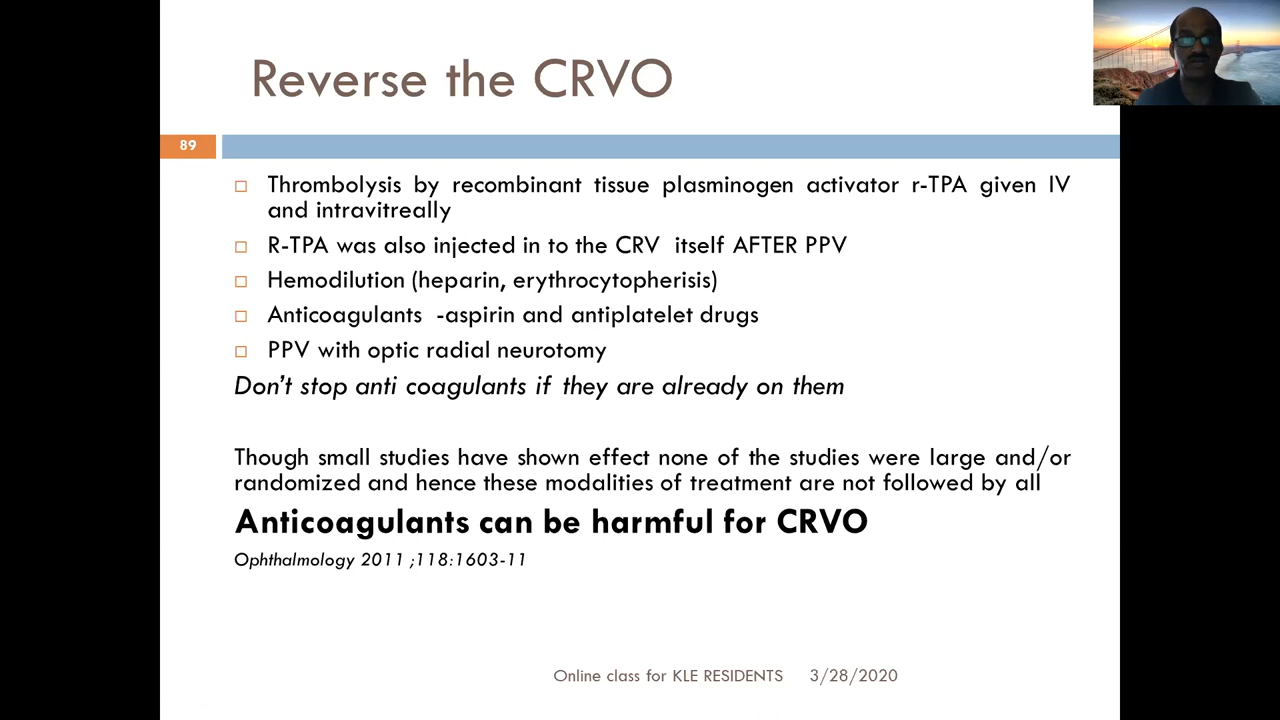 Reverse the CRVO
89
Thrombolysis by recombinant tissue plasminogen activator r-TPA given IV
and intravitreally
R-TPA was also injected in to the CRV itself AFTER PPV
Hemodilution (heparin, erythrocytopherisis)
Anticoagulants -aspirin and antiplatelet drugs
PPV with optic radial neurotomy
Don't stop anti coagulants if they are already on them
Though small studies have shown effect none of the studies were large and/or
randomized and hence these modalities of treatment are not followed by all
Anticoagulants can be harmful for CRVO
Ophthalmology 2011 ;118:1603-11
Online class for KLE RESIDENTS 3/28/2020